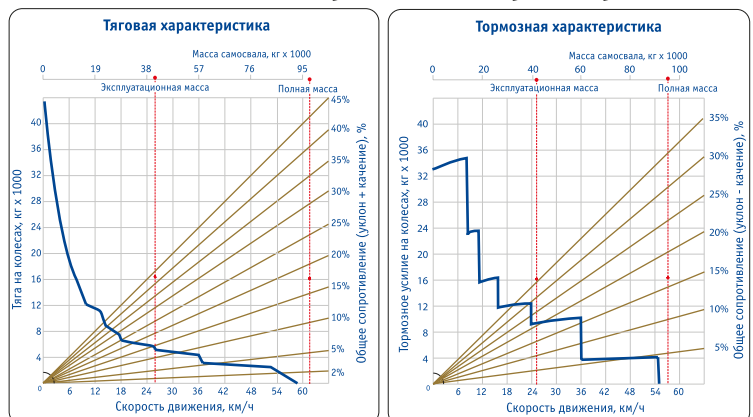 Тяговая характеристика
Масса самосвала, кг x 1000
0 19 38 57 76 95
Эксплуатационная масса Полная масса
45%
40%
35%
30%
25%
20%
15%
10%
5%
2%
40
36
32
28
24
20
16
12
8
4
0
Тяга на колесах, кг x 1000
Общее сопротивление (уклон + качение), %
6 12 18 24 30 36 42 48 54 60
Скорость движения, км/ч
Тормозная характеристика
Масса самосвала, кг x 1000
0 20 40 60 80 100
Эксплуатационная масса Полная масса
35%
30%
25%
20%
15%
10%
5%
40
36
32
28
24
20
16
12
8
4
0
Тормозное усилие на колесах, кг x 1000
Общее сопротивление (уклон - качение), %
6 12 18 24 30 36 42 48 54 60
Скорость движения, км/ч